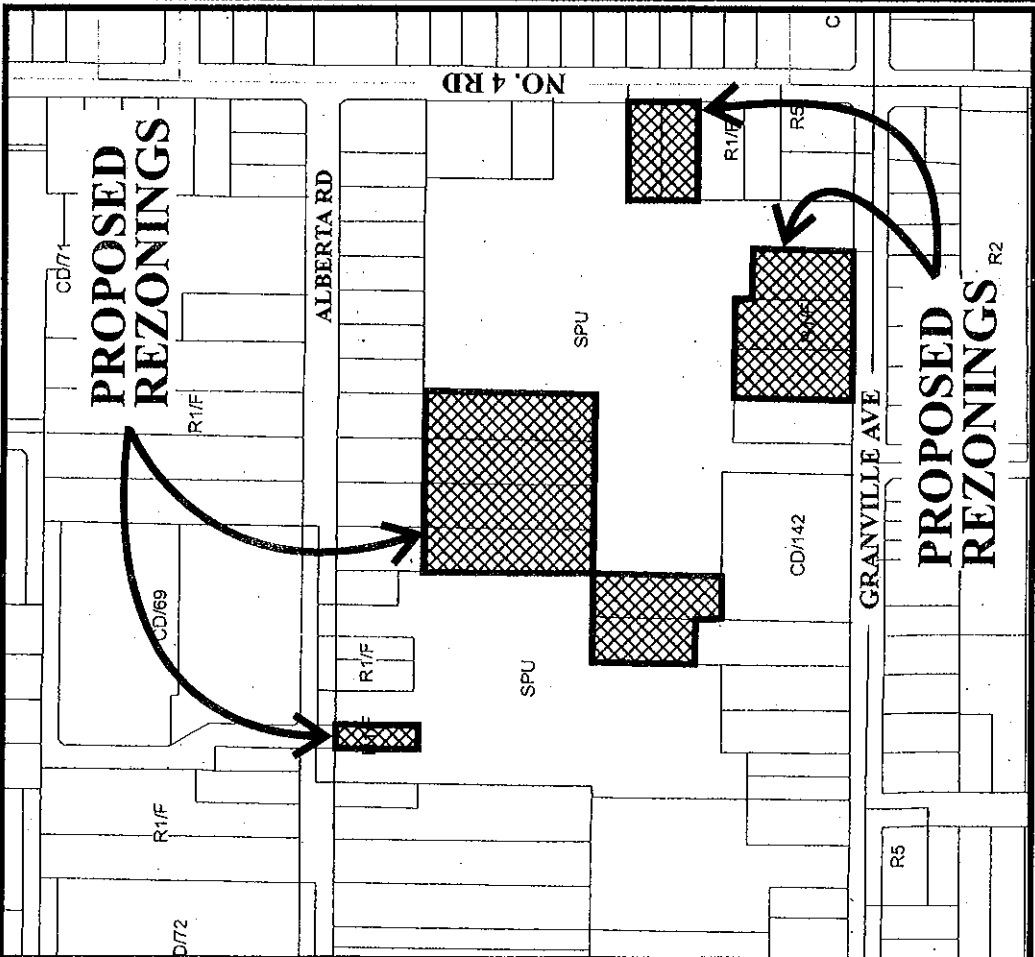 NO. 4 RD
C
CD/71
PROPOSED
REZONINGS
ALBERTA RD
R1/F
R5
R2
SPU
R1/F
PROPOSED
REZONINGS
GRANVILLE AVE
CD/142
CD/69
R1/F
SPU
R1/F
R5
D/72